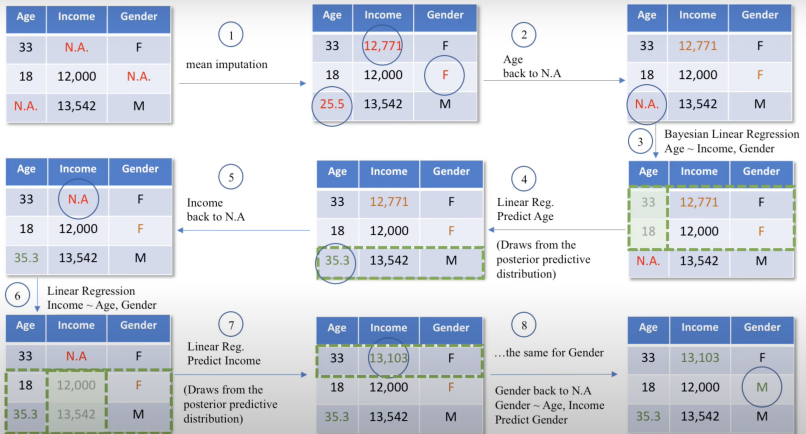 Age Income Gender
33 N.A. F
18 12,000 N.A.
N.A. 13,542 M
1
mean imputation
Age Income Gender
33 12,771 F
18 12,000 F
25.5 13,542 M
2
Age
back to N.A
Age Income Gender
33 12,771 F
18 12,000 F
N.A. 13,542 M
3
Bayesian Linear Regression
Age ~ Income, Gender
Age Income Gender
33 12,771 F
18 12,000 F
N.A. 13,542 M
4
Linear Reg.
Predict Age
(Draws from the
posterior predictive
distribution)
Age Income Gender
33 12,771 F
18 12,000 F
35.3 13,542 M
5
Income
back to N.A
Age Income Gender
33 N.A F
18 12,000 F
35.3 13,542 M
6
Linear Regression
Income ~ Age, Gender
Age Income Gender
33 N.A F
18 12,000 F
35.3 13,542 M
7
Linear Reg.
Predict Income
(Draws from the
posterior predictive
distribution)
Age Income Gender
33 13,103 F
18 12,000 F
35.3 13,542 M
8
...the same for Gender
Gender back to N.A
Gender ~ Age, Income
Predict Gender
Age Income Gender
33 13,103 F
18 12,000 M
35.3 13,542 M